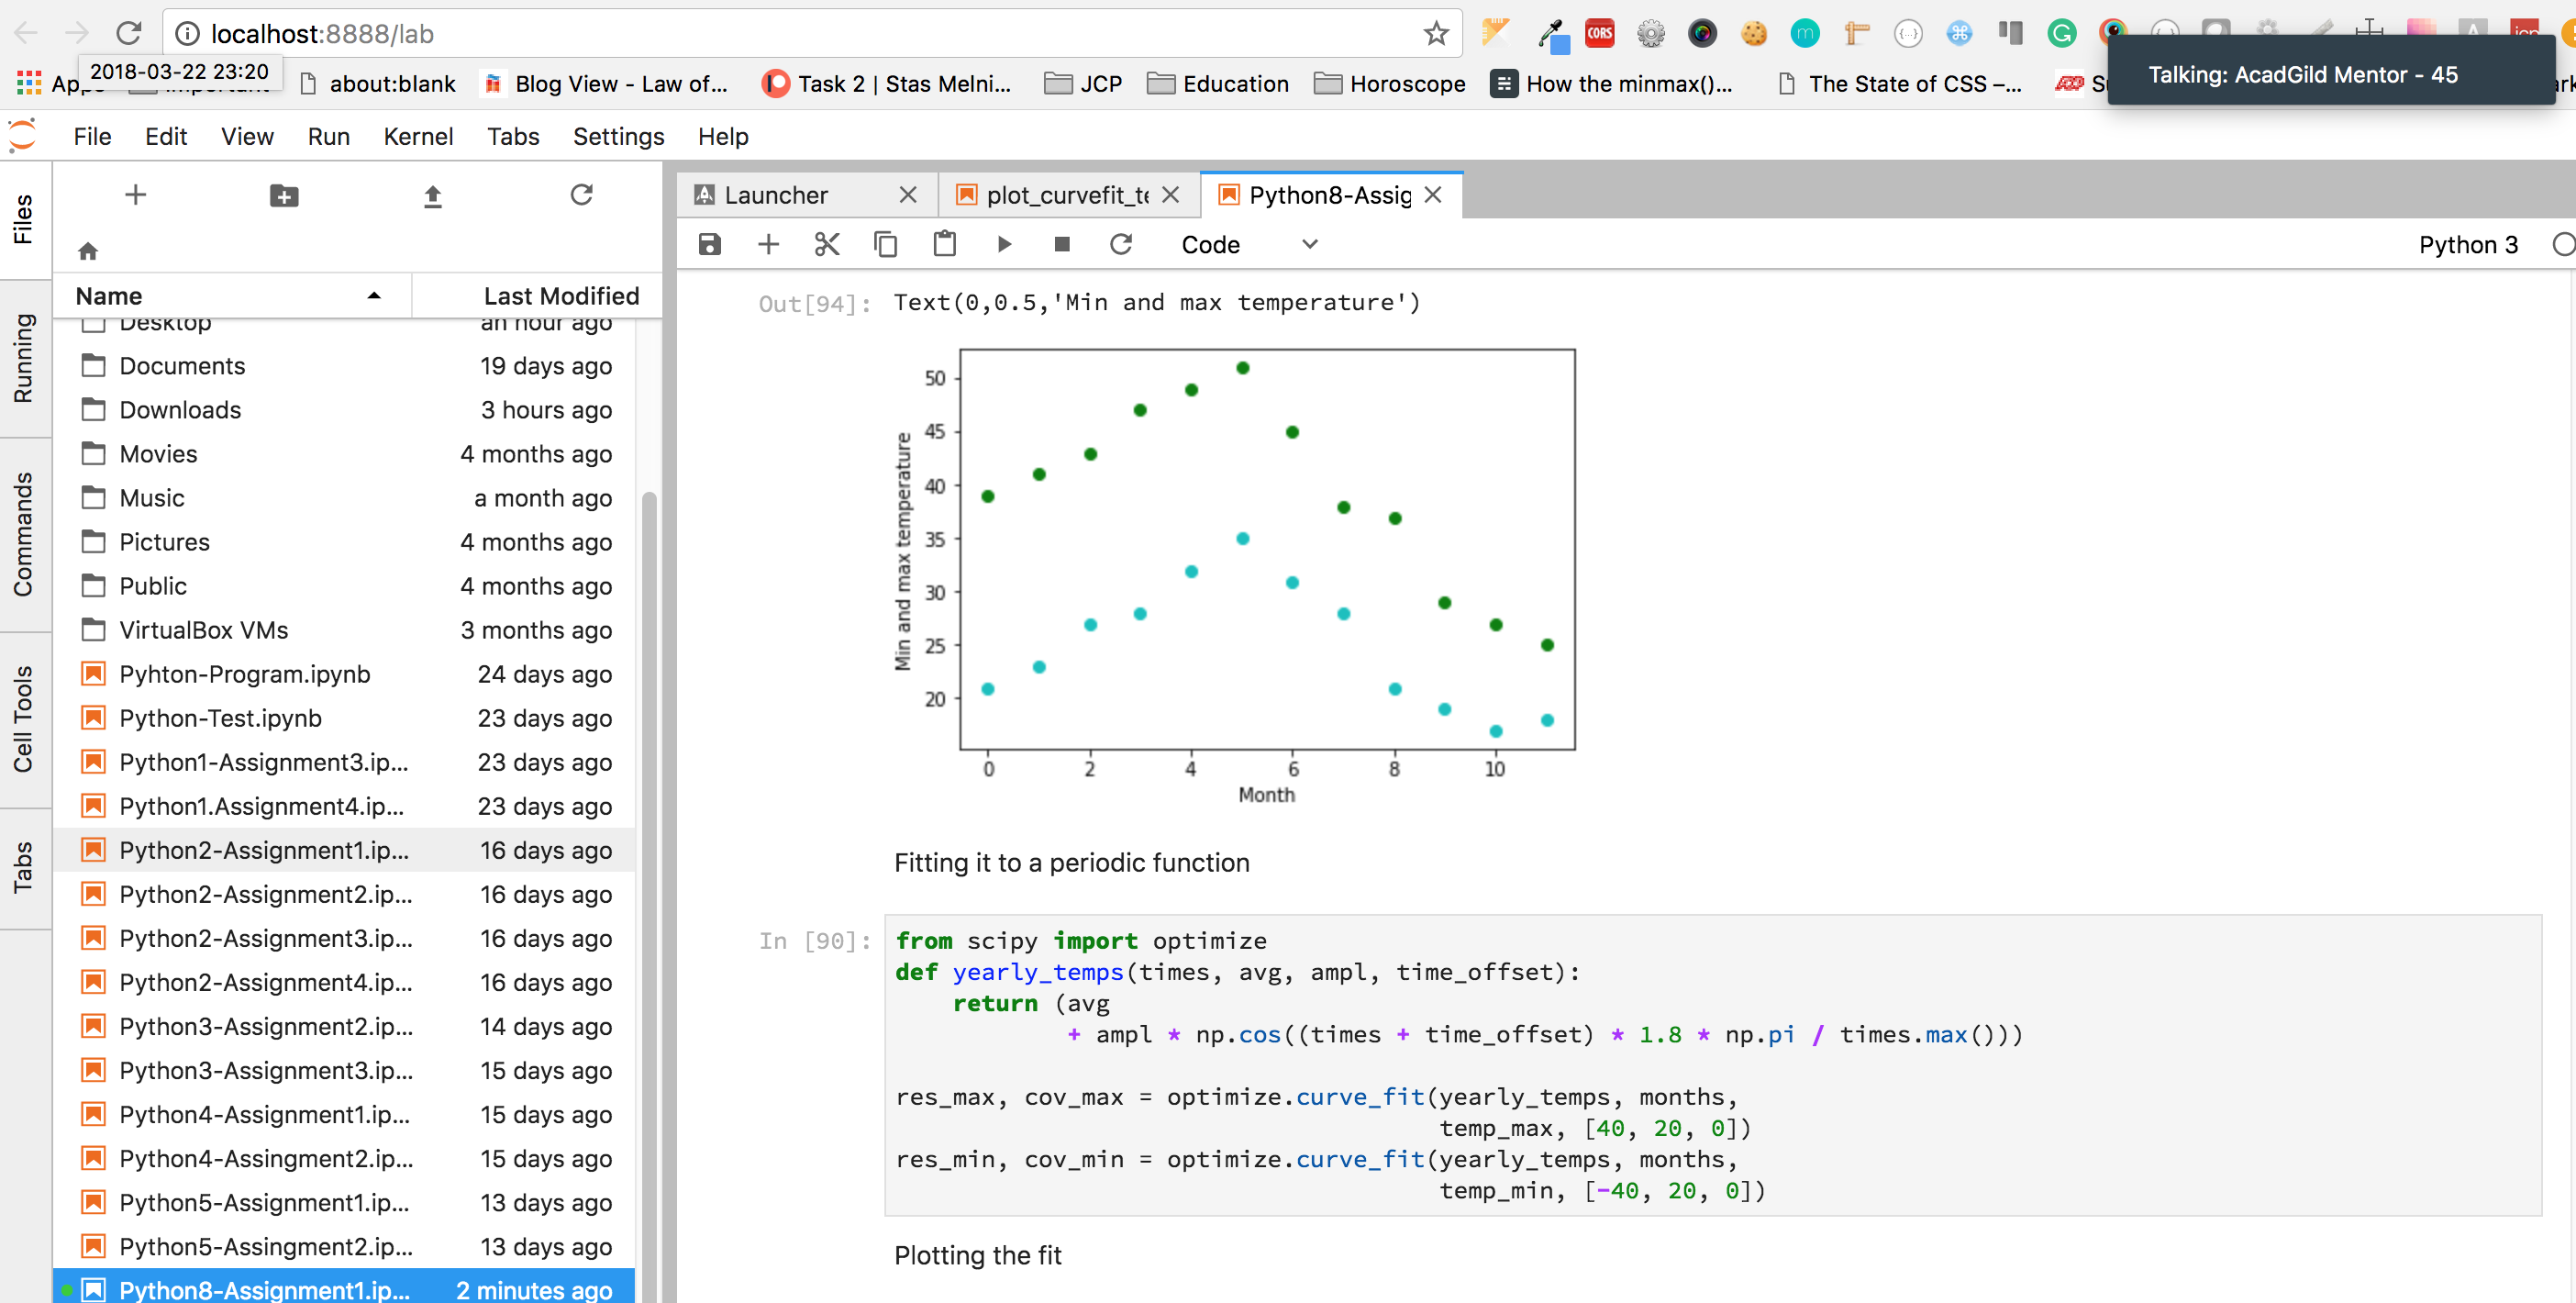 localhost:8888/lab
2018-03-22 23:20
about:blank
Blog View - Law of...
Task 2 | Stas Melni...
JCP
Education
Horoscope
How the minmax()...
The State of CSS –...
CORS
Talking: AcadGild Mentor - 45
File Edit View Run Kernel Tabs Settings Help
Files
Running
Commands
Cell Tools
Tabs
Name Last Modified
Desktop an hour ago
Documents 19 days ago
Downloads 3 hours ago
Movies 4 months ago
Music a month ago
Pictures 4 months ago
Public 4 months ago
VirtualBox VMs 3 months ago
Pyhton-Program.ipynb 24 days ago
Python-Test.ipynb 23 days ago
Python1-Assignment3.ip... 23 days ago
Python1.Assignment4.ip... 23 days ago
Python2-Assignment1.ip... 16 days ago
Python2-Assignment2.ip... 16 days ago
Python2-Assignment3.ip... 16 days ago
Python2-Assignment4.ip... 16 days ago
Python3-Assignment2.ip... 14 days ago
Python3-Assignment3.ip... 15 days ago
Python4-Assignment1.ip... 15 days ago
Python4-Assingment2.ip... 15 days ago
Python5-Assignment1.ip... 13 days ago
Python5-Assingment2.ip... 13 days ago
Python8-Assignment1.ip... 2 minutes ago
Launcher
plot_curvefit_te
Python8-Assig
Code
Python 3
Out[94]: Text(0,0.5,'Min and max temperature')
50
45
40
35
30
25
20
Min and max temperature
0 2 4 6 8 10
Month
Fitting it to a periodic function
In [90]: from scipy import optimize
def yearly_temps(times, avg, ampl, time_offset):
    return (avg
            + ampl * np.cos((times + time_offset) * 1.8 * np.pi / times.max()))
res_max, cov_max = optimize.curve_fit(yearly_temps, months,
                                      temp_max, [40, 20, 0])
res_min, cov_min = optimize.curve_fit(yearly_temps, months,
                                      temp_min, [-40, 20, 0])
Plotting the fit